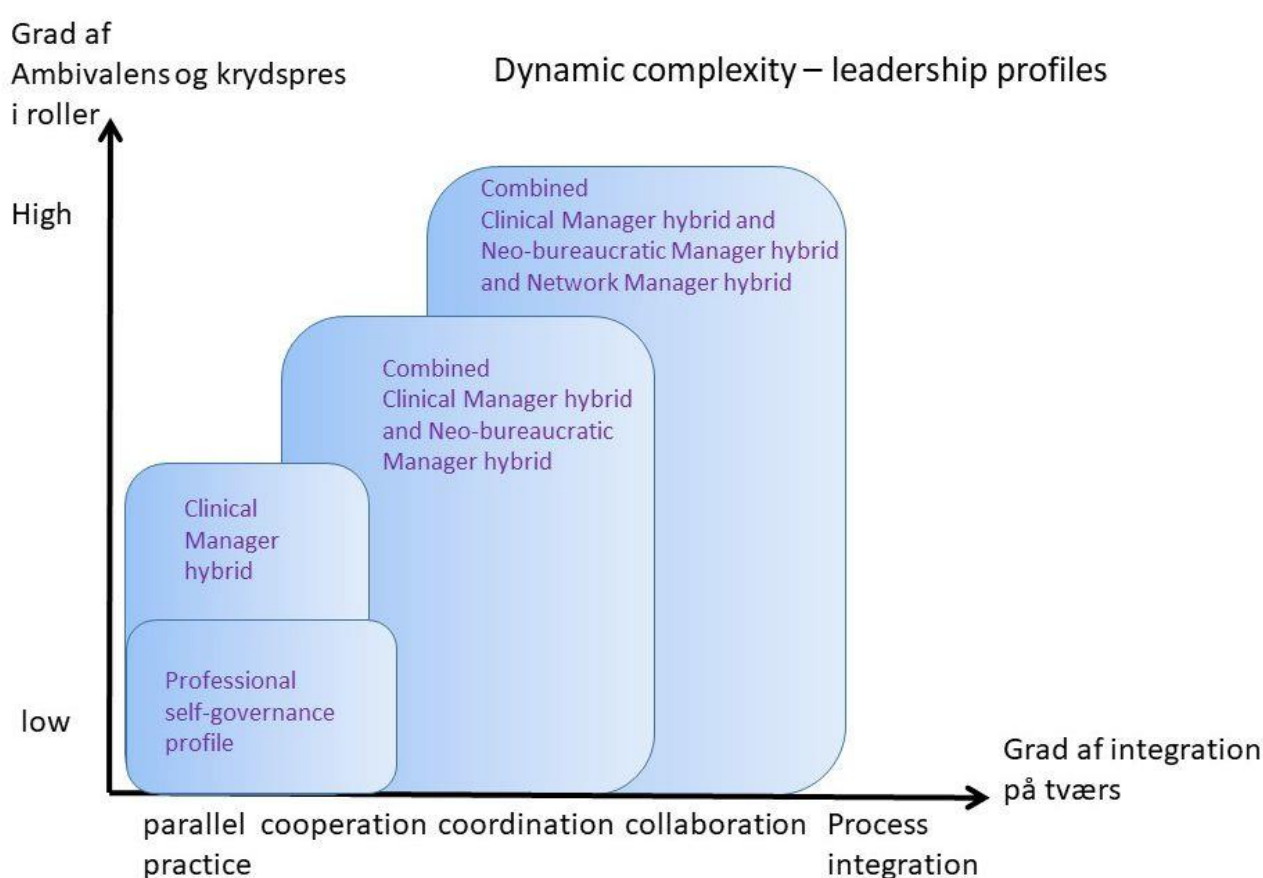 Grad af
Ambivalens og krydspres
i roller
Dynamic complexity – leadership profiles
High
Combined
Clinical Manager hybrid and
Neo-bureaucratic Manager hybrid
and Network Manager hybrid
Combined
Clinical Manager hybrid
and Neo-bureaucratic
Manager hybrid
Clinical
Manager
hybrid
Professional
self-governance
profile
low
Grad af integration
på tværs
parallel cooperation coordination collaboration Process
practice integration